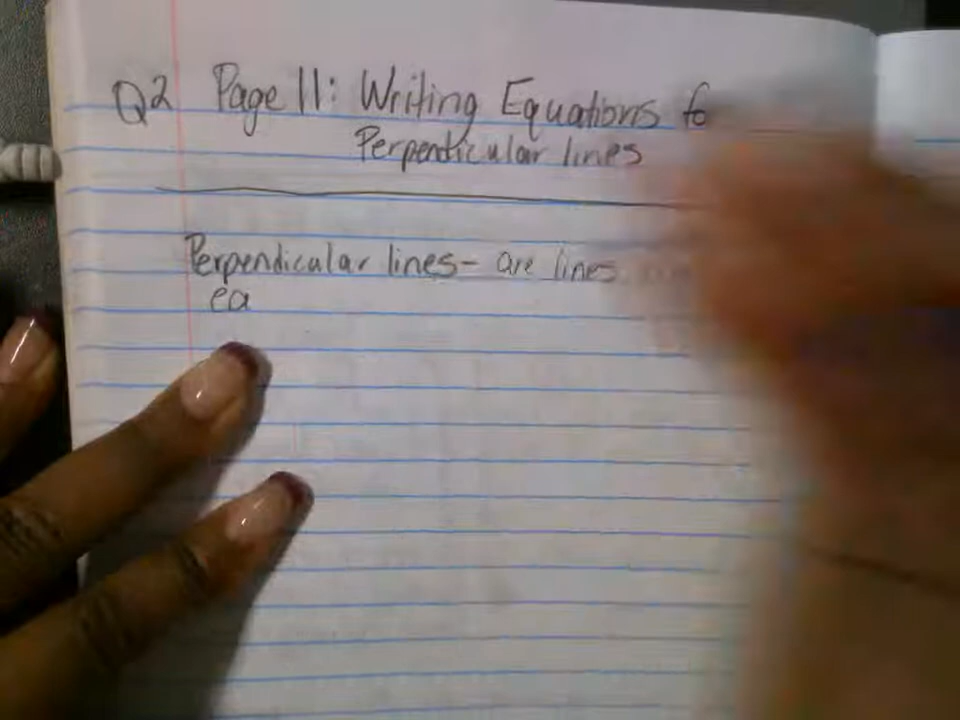 Q2 Page 11: Writing Equations fo
Perpendicular lines
Perpendicular lines- are lines
ea